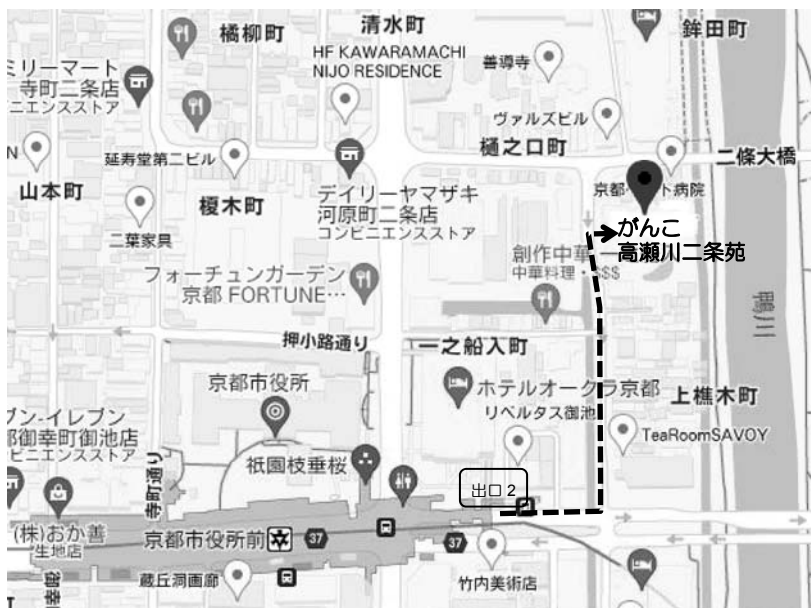 橘柳町
清水町
鉾田町
HF KAWARAMACHI
NIJO RESIDENCE
善導寺
ミリーマート
寺町二条店
ニエンスストア
ヴァルズビル
樋之口町
二條大橋
延寿堂第二ビル
N
山本町
榎木町
デイリーヤマザキ
河原町二条店
コンビニエンスストア
京都
ト病院
がんこ
高瀬川二条苑
二葉家具
創作中華
中華料理・
$$
フォーチュンガーデン
京都 FORTUNE…
鴨川
押小路通り
一之船入町
京都市役所
ホテルオークラ京都
リベルタス御池
上樵木町
ブン-イレブン
御幸町御池店
ビニエンスストア
TeaRoomSAVOY
祇園枝垂桜
寺町通り
出口2
(株)おか善
生地店
京都市役所前
37
37
蔵丘洞画廊
竹内美術店